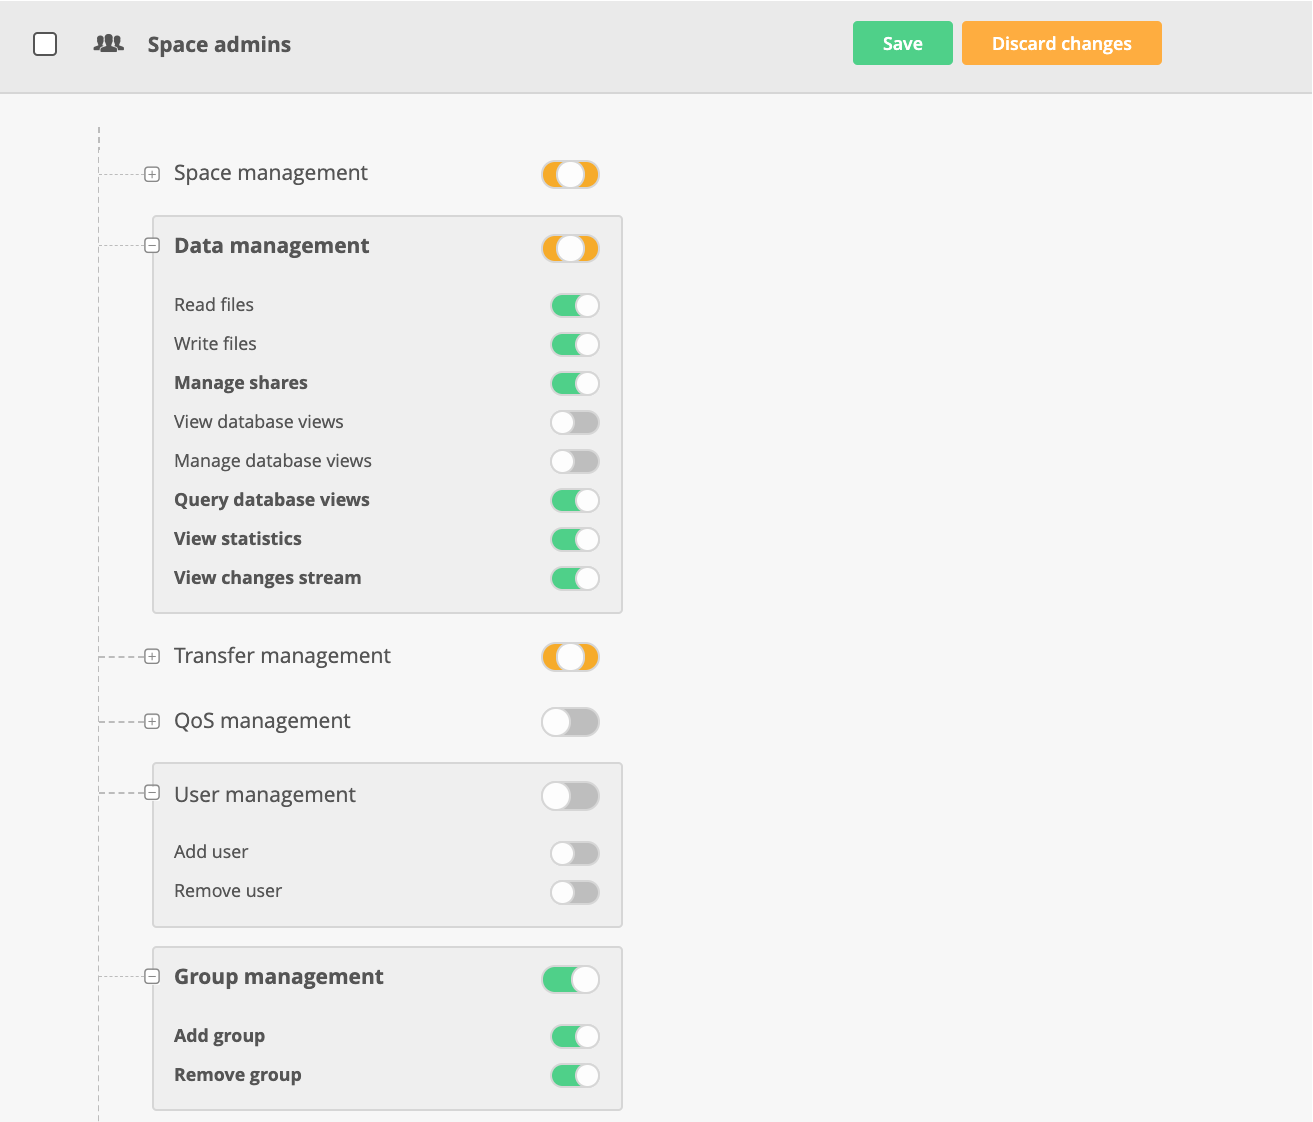 Space admins
Save
Discard changes
Space management
Data management
Read files
Write files
Manage shares
View database views
Manage database views
Query database views
View statistics
View changes stream
Transfer management
QoS management
User management
Add user
Remove user
Group management
Add group
Remove group